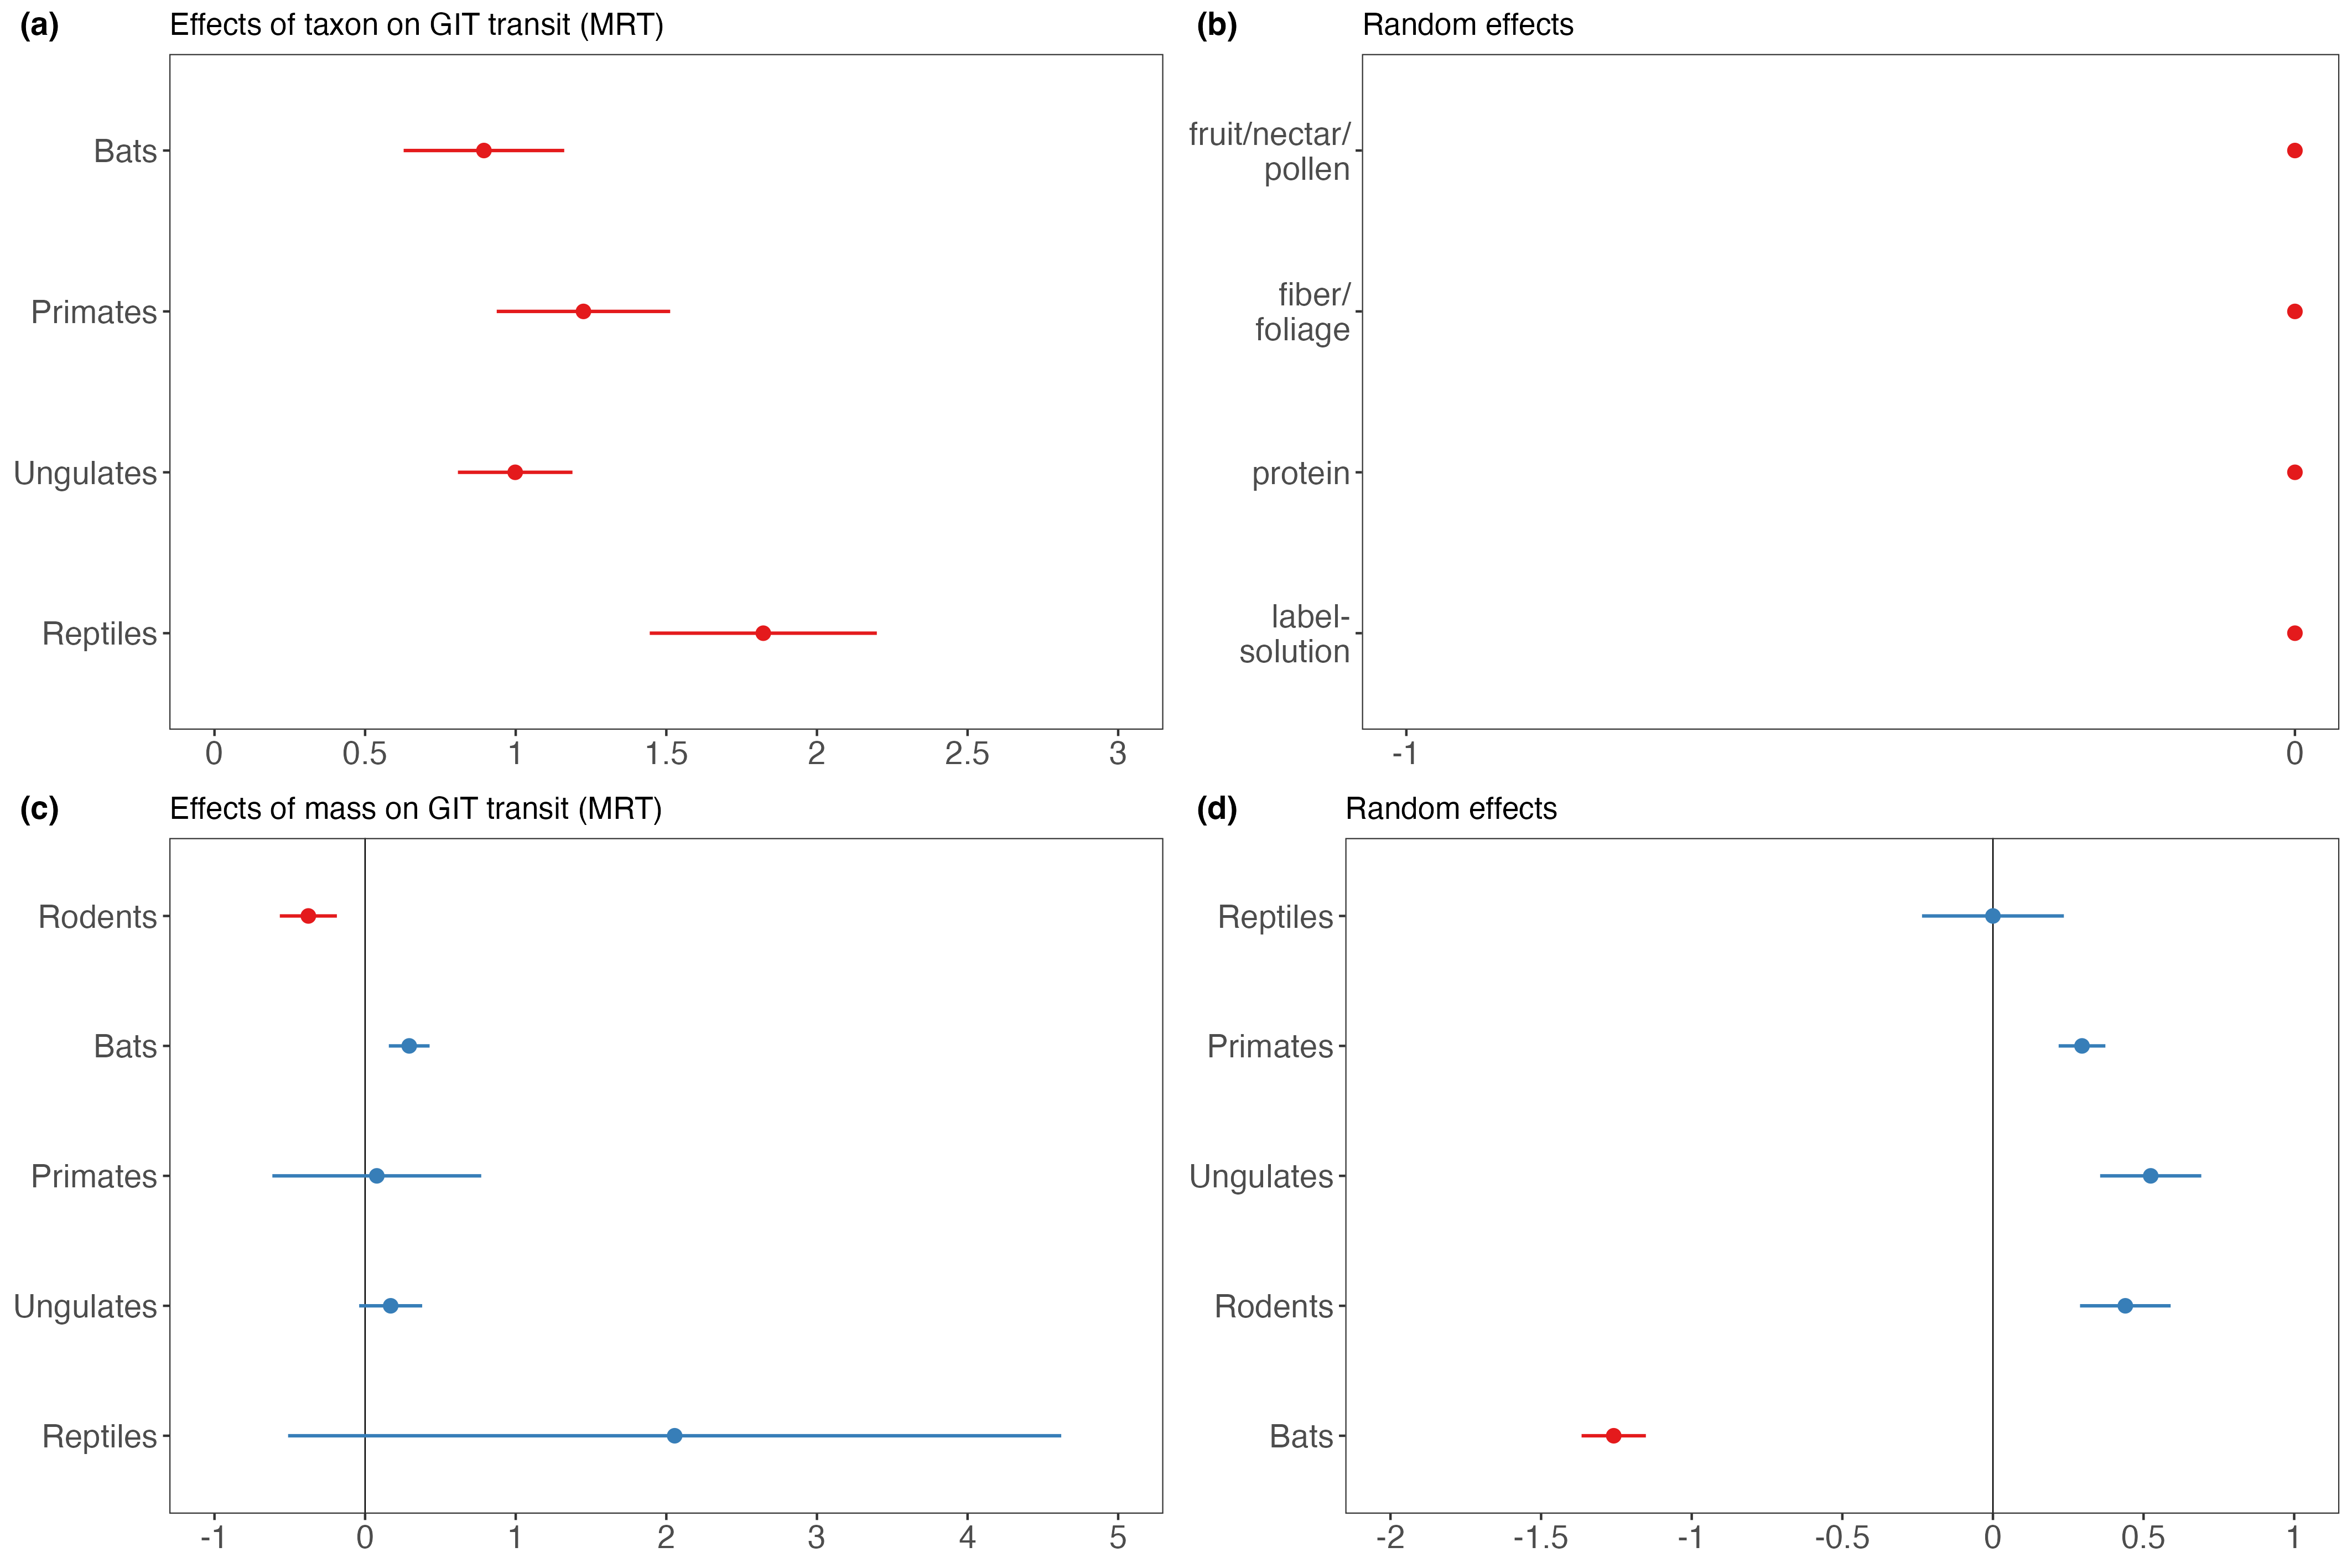 (a) Effects of taxon on GIT transit (MRT)
Bats
Primates
Ungulates
Reptiles
0 0.5 1 1.5 2 2.5 3
(b) Random effects
fruit/nectar/
pollen
fiber/
foliage
protein
label-
solution
-1 0
(c) Effects of mass on GIT transit (MRT)
Rodents
Bats
Primates
Ungulates
Reptiles
-1 0 1 2 3 4 5
(d) Random effects
Reptiles
Primates
Ungulates
Rodents
Bats
-2 -1.5 -1 -0.5 0 0.5 1